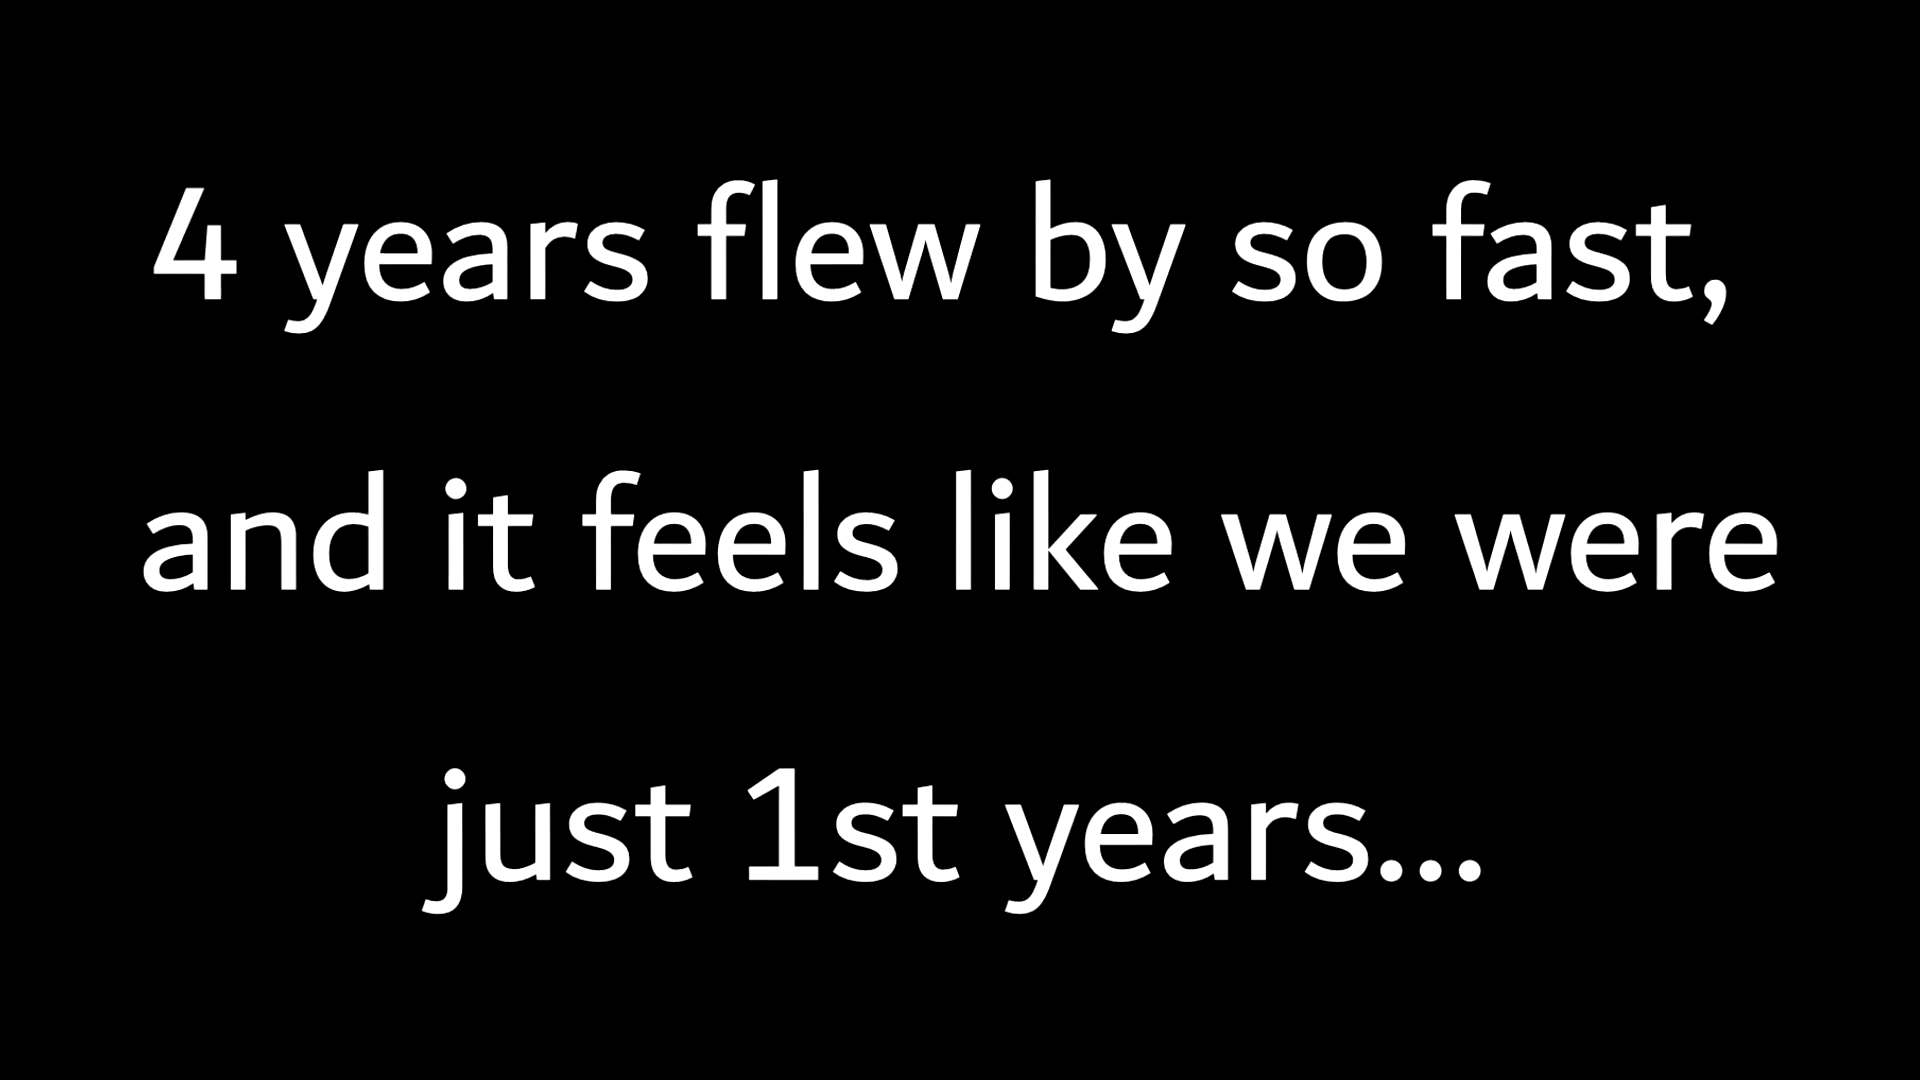 4 years flew by so fast,
and it feels like we were
just 1st years...